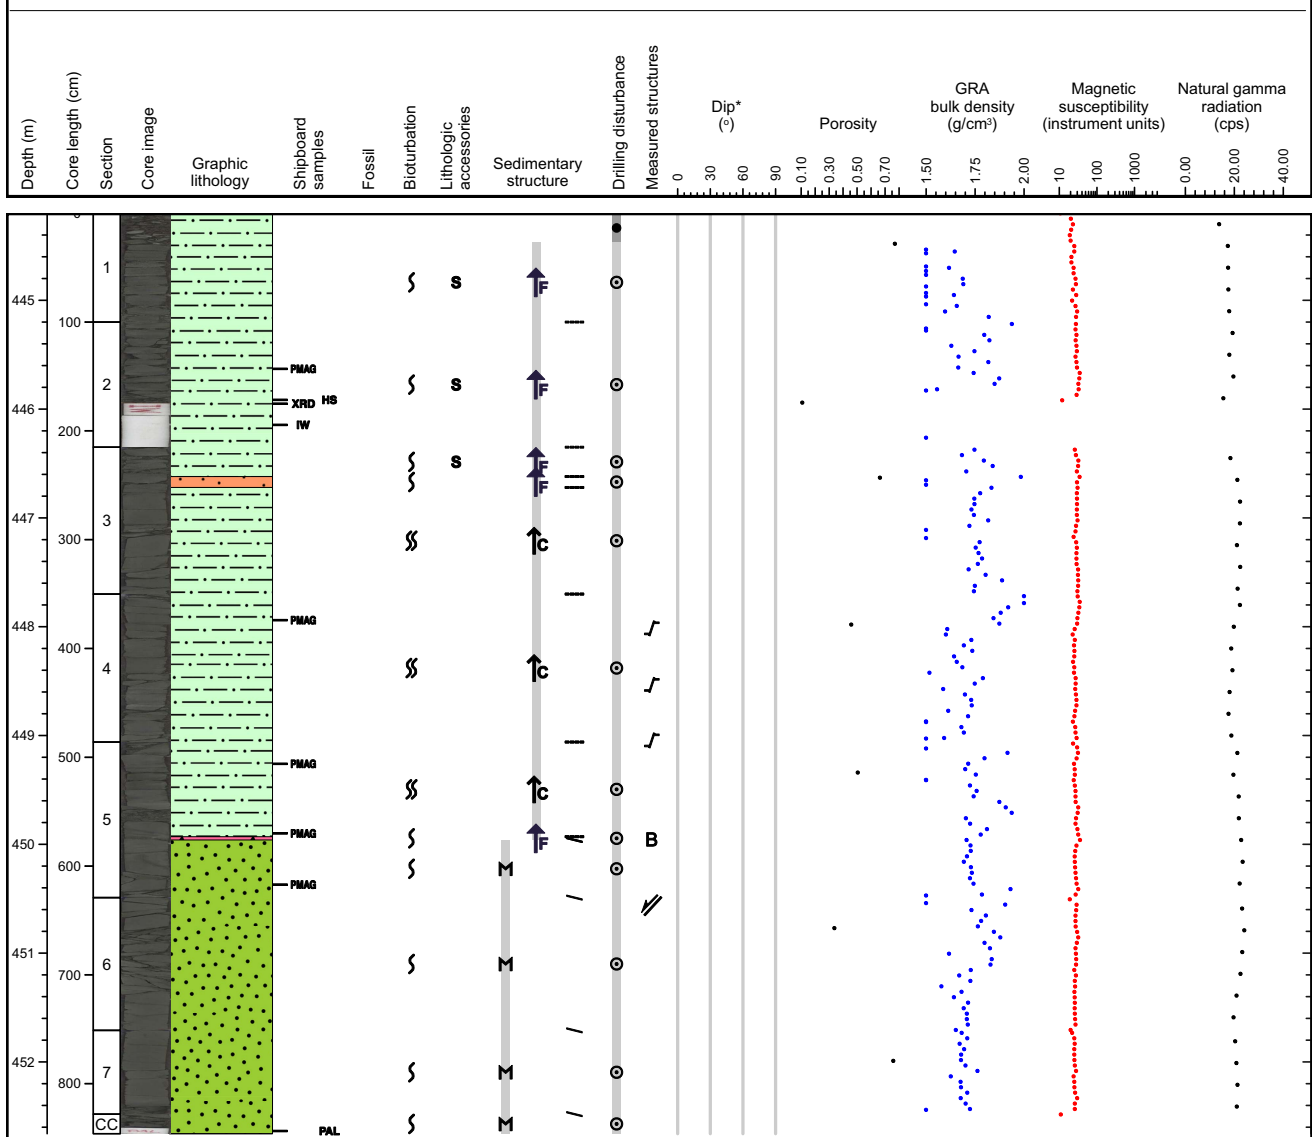 Depth (m)
Core length (cm)
Section
Core image
Graphic
lithology
Shipboard
samples
Fossil
Bioturbation
Lithologic
accessories
Sedimentary
structure
Drilling disturbance
Measured structures
Dip*
(o)
Porosity
GRA
bulk density
(g/cm3)
Magnetic
susceptibility
(instrument units)
Natural gamma
radiation
(cps)
0 30 60 90
0.10 0.30 0.50 0.70
1.50 1.75 2.00
10 100 1000
0.00 20.00 40.00
1
S F
445
100
PMAG
2 S F
XRD HS
446
IW
200
S F
F
447
3
300 C
448 PMAG
400
4 C
449
500 PMAG
C
5
PMAG F B
450
600 M
PMAG
451
6 M
700
452
7 M
800
CC M
PAL